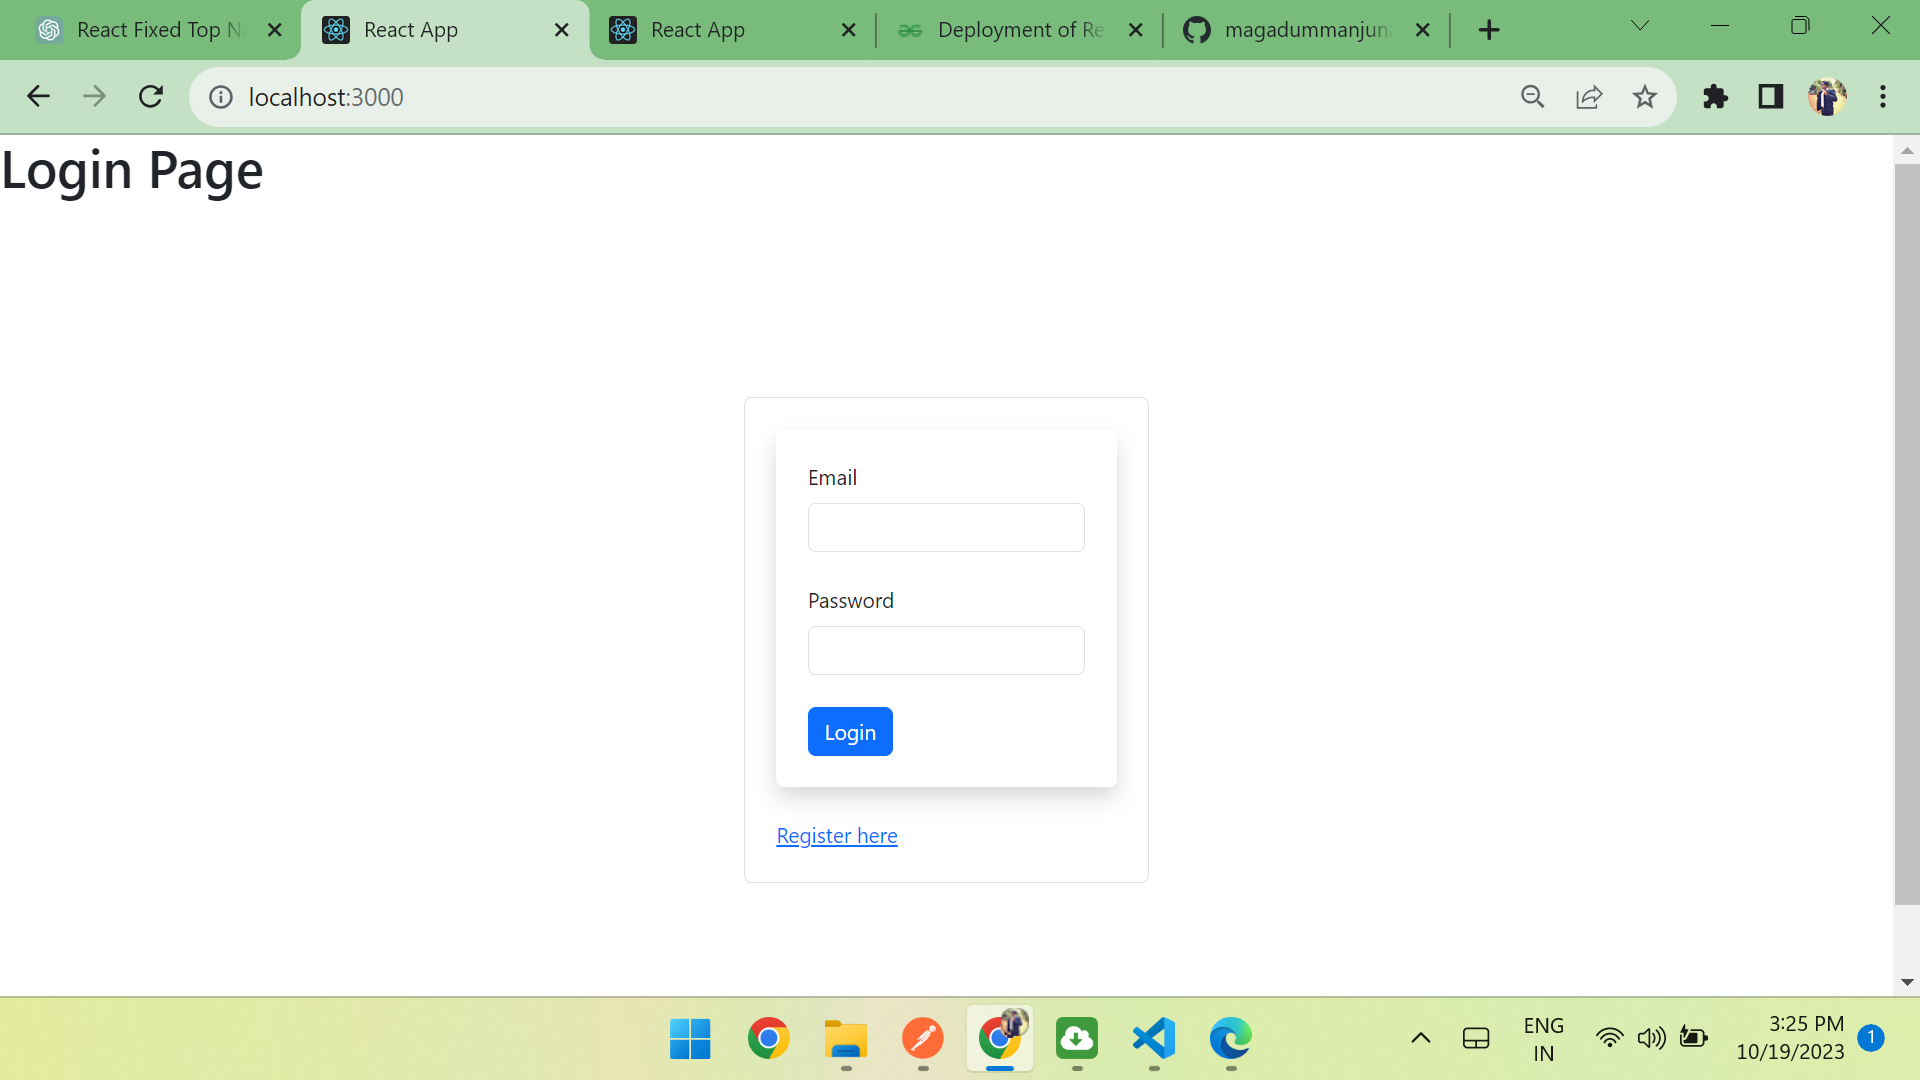 React Fixed Top N
React App
React App
Deployment of Re
magadummanjuna
localhost:3000
Login Page
Email
Password
Login
Register here
ENG
IN
3:25 PM
10/19/2023
1